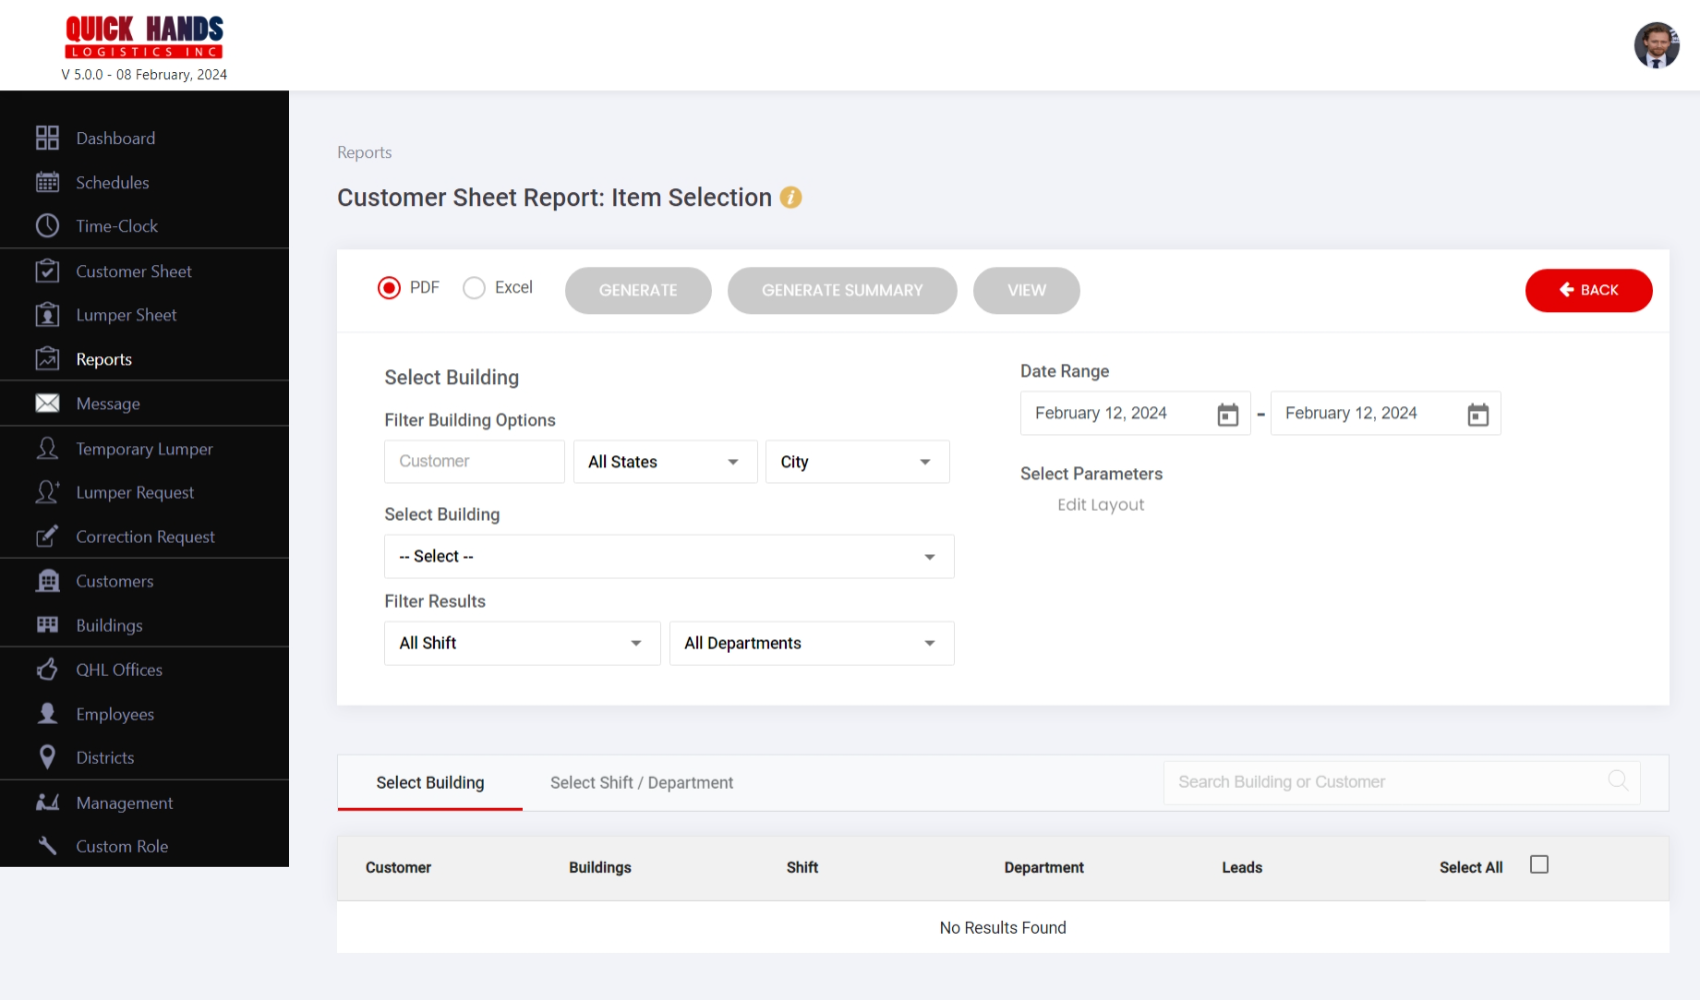 QUICK HANDS
LOGISTICS INC
V 5.0.0 - 08 February, 2024
Dashboard
Schedules
Time-Clock
Customer Sheet
Lumper Sheet
Reports
Message
Temporary Lumper
Lumper Request
Correction Request
Customers
Buildings
QHL Offices
Employees
Districts
Management
Custom Role
Reports
Customer Sheet Report: Item Selection i
PDF Excel GENERATE GENERATE SUMMARY VIEW BACK
Select Building
Filter Building Options
Customer All States City
Select Building
-- Select --
Filter Results
All Shift All Departments
Date Range
February 12, 2024 - February 12, 2024
Select Parameters
Edit Layout
Select Building Select Shift / Department Search Building or Customer
Customer Buildings Shift Department Leads Select All
No Results Found